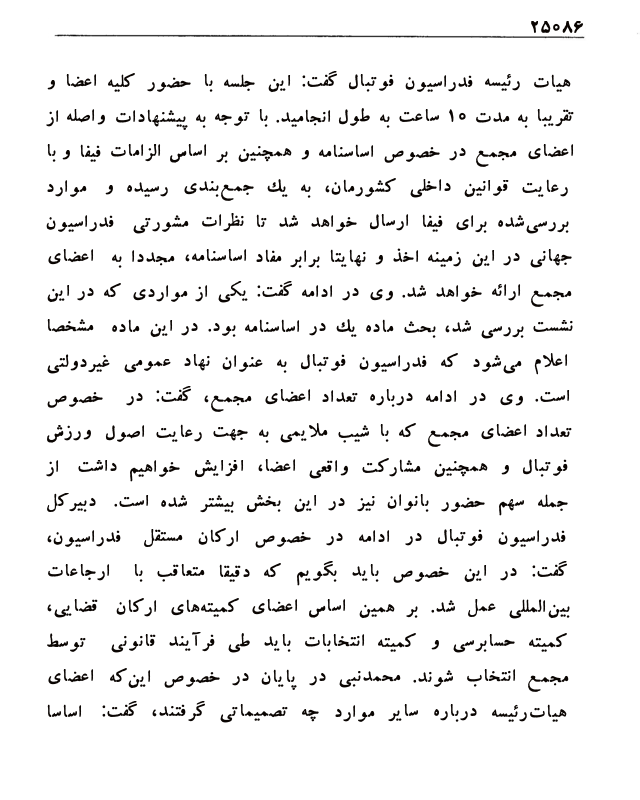 ۲۵۰۸۶
هیات رئیسه فدراسیون فوتبال گفت: این جلسه با حضور کلیه اعضا و
تقریبا به مدت ۱۰ ساعت به طول انجامید. با توجه به پیشنهادات واصله از
اعضای مجمع در خصوص اساسنامه و همچنین بر اساس الزامات فیفا و با
رعایت قوانین داخلی کشورمان، به یك جمع‌بندی رسیده و موارد
بررسی‌شده برای فیفا ارسال خواهد شد تا نظرات مشورتی فدراسیون
جهانی در این زمینه اخذ و نهایتا برابر مفاد اساسنامه، مجددا به اعضای
مجمع ارائه خواهد شد. وی در ادامه گفت: یکی از مواردی که در این
نشست بررسی شد، بحث ماده یك در اساسنامه بود. در این ماده مشخصا
اعلام می‌شود که فدراسیون فوتبال به عنوان نهاد عمومی غیردولتی
است. وی در ادامه درباره تعداد اعضای مجمع، گفت: در خصوص
تعداد اعضای مجمع که با شیب ملایمی به جهت رعایت اصول ورزش
فوتبال و همچنین مشارکت واقعی اعضا، افزایش خواهیم داشت از
جمله سهم حضور بانوان نیز در این بخش بیشتر شده است. دبیرکل
فدراسیون فوتبال در ادامه در خصوص ارکان مستقل فدراسیون،
گفت: در این خصوص باید بگویم که دقیقا متعاقب با ارجاعات
بین‌المللی عمل شد. بر همین اساس اعضای کمیته‌های ارکان قضایی،
کمیته حسابرسی و کمیته انتخابات باید طی فرآیند قانونی توسط
مجمع انتخاب شوند. محمدنبی در پایان در خصوص این‌که اعضای
هیات‌رئیسه درباره سایر موارد چه تصمیماتی گرفتند، گفت: اساسا